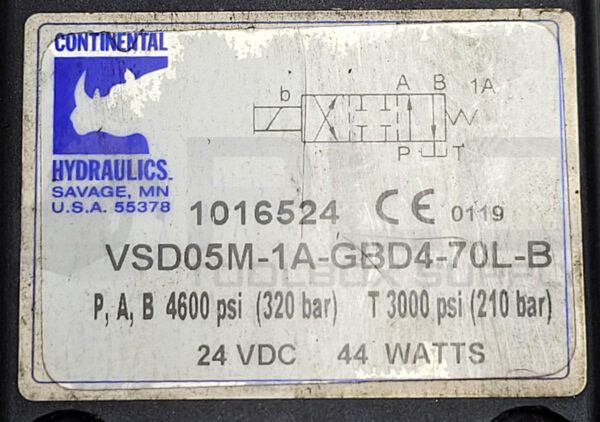 CONTINENTAL
HYDRAULICS.
SAVAGE, MN
U.S.A. 55378
b A B 1A
P T
1016524 CE 0119
VSD05M-1A-GBD4-70L-B
P, A, B 4600 psi (320 bar) T 3000 psi (210 bar)
24 VDC 44 WATTS